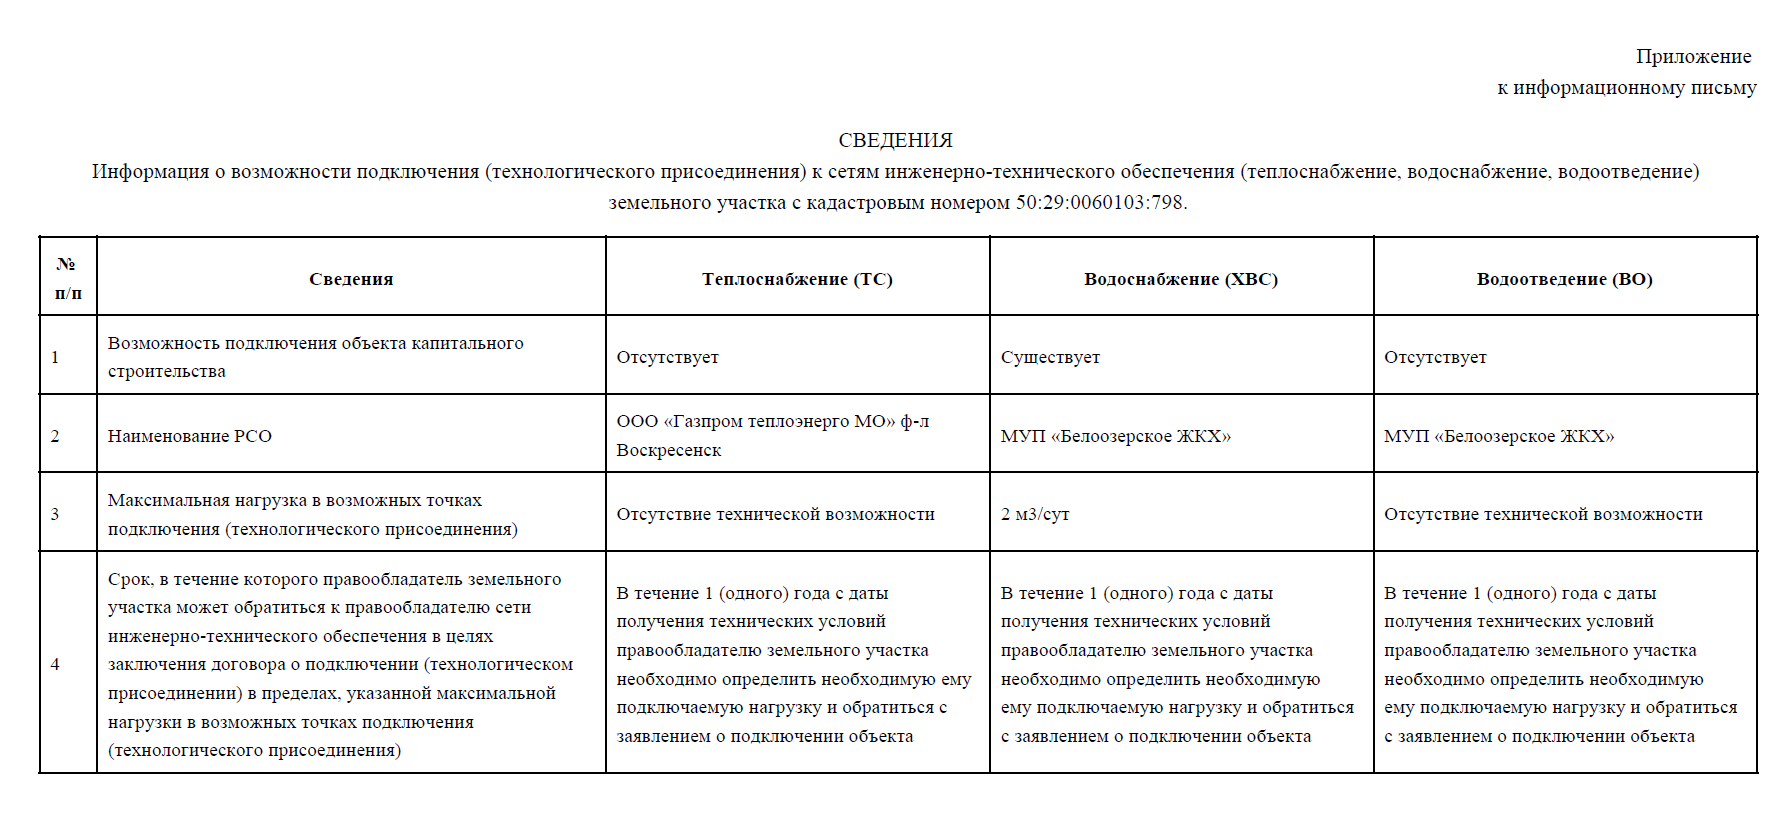 Приложение
к информационному письму
СВЕДЕНИЯ
Информация о возможности подключения (технологического присоединения) к сетям инженерно-технического обеспечения (теплоснабжение, водоснабжение, водоотведение)
земельного участка с кадастровым номером 50:29:0060103:798.
№
п/п
Сведения
Теплоснабжение (ТС)
Водоснабжение (ХВС)
Водоотведение (ВО)
1
Возможность подключения объекта капитального
строительства
Отсутствует
Существует
Отсутствует
2
Наименование РСО
ООО «Газпром теплоэнерго МО» ф-л
Воскресенск
МУП «Белоозерское ЖКХ»
МУП «Белоозерское ЖКХ»
3
Максимальная нагрузка в возможных точках
подключения (технологического присоединения)
Отсутствие технической возможности
2 м3/сут
Отсутствие технической возможности
4
Срок, в течение которого правообладатель земельного
участка может обратиться к правообладателю сети
инженерно-технического обеспечения в целях
заключения договора о подключении (технологическом
присоединении) в пределах, указанной максимальной
нагрузки в возможных точках подключения
(технологического присоединения)
В течение 1 (одного) года с даты
получения технических условий
правообладателю земельного участка
необходимо определить необходимую ему
подключаемую нагрузку и обратиться с
заявлением о подключении объекта
В течение 1 (одного) года с даты
получения технических условий
правообладателю земельного участка
необходимо определить необходимую
ему подключаемую нагрузку и обратиться
с заявлением о подключении объекта
В течение 1 (одного) года с даты
получения технических условий
правообладателю земельного участка
необходимо определить необходимую
ему подключаемую нагрузку и обратиться
с заявлением о подключении объекта